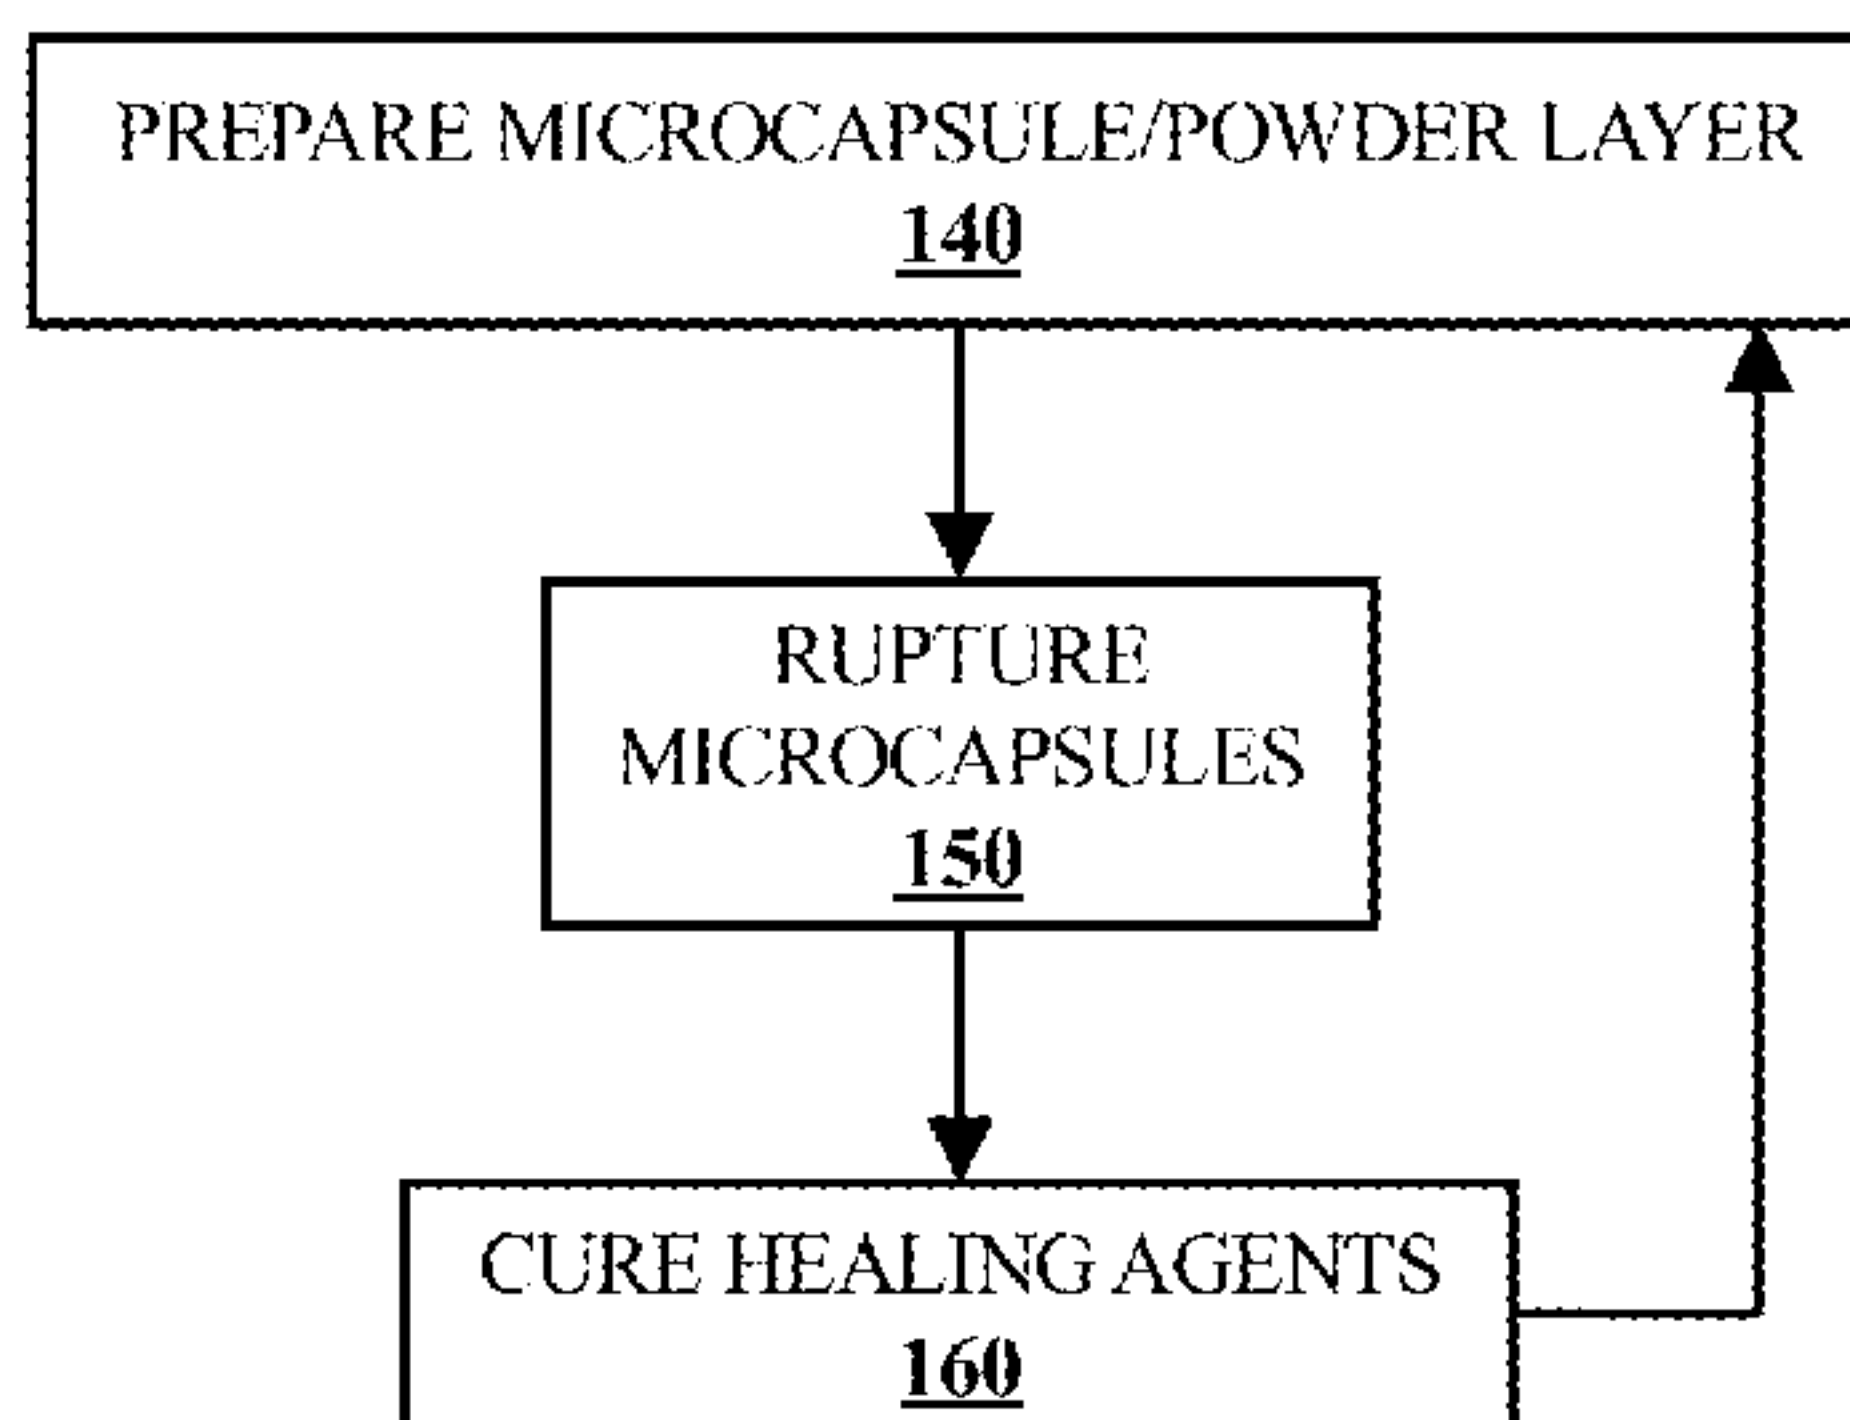 PREPARE MICROCAPSULE/POWDER LAYER
140
RUPTURE
MICROCAPSULES
150
CURE HEALING AGENTS
160